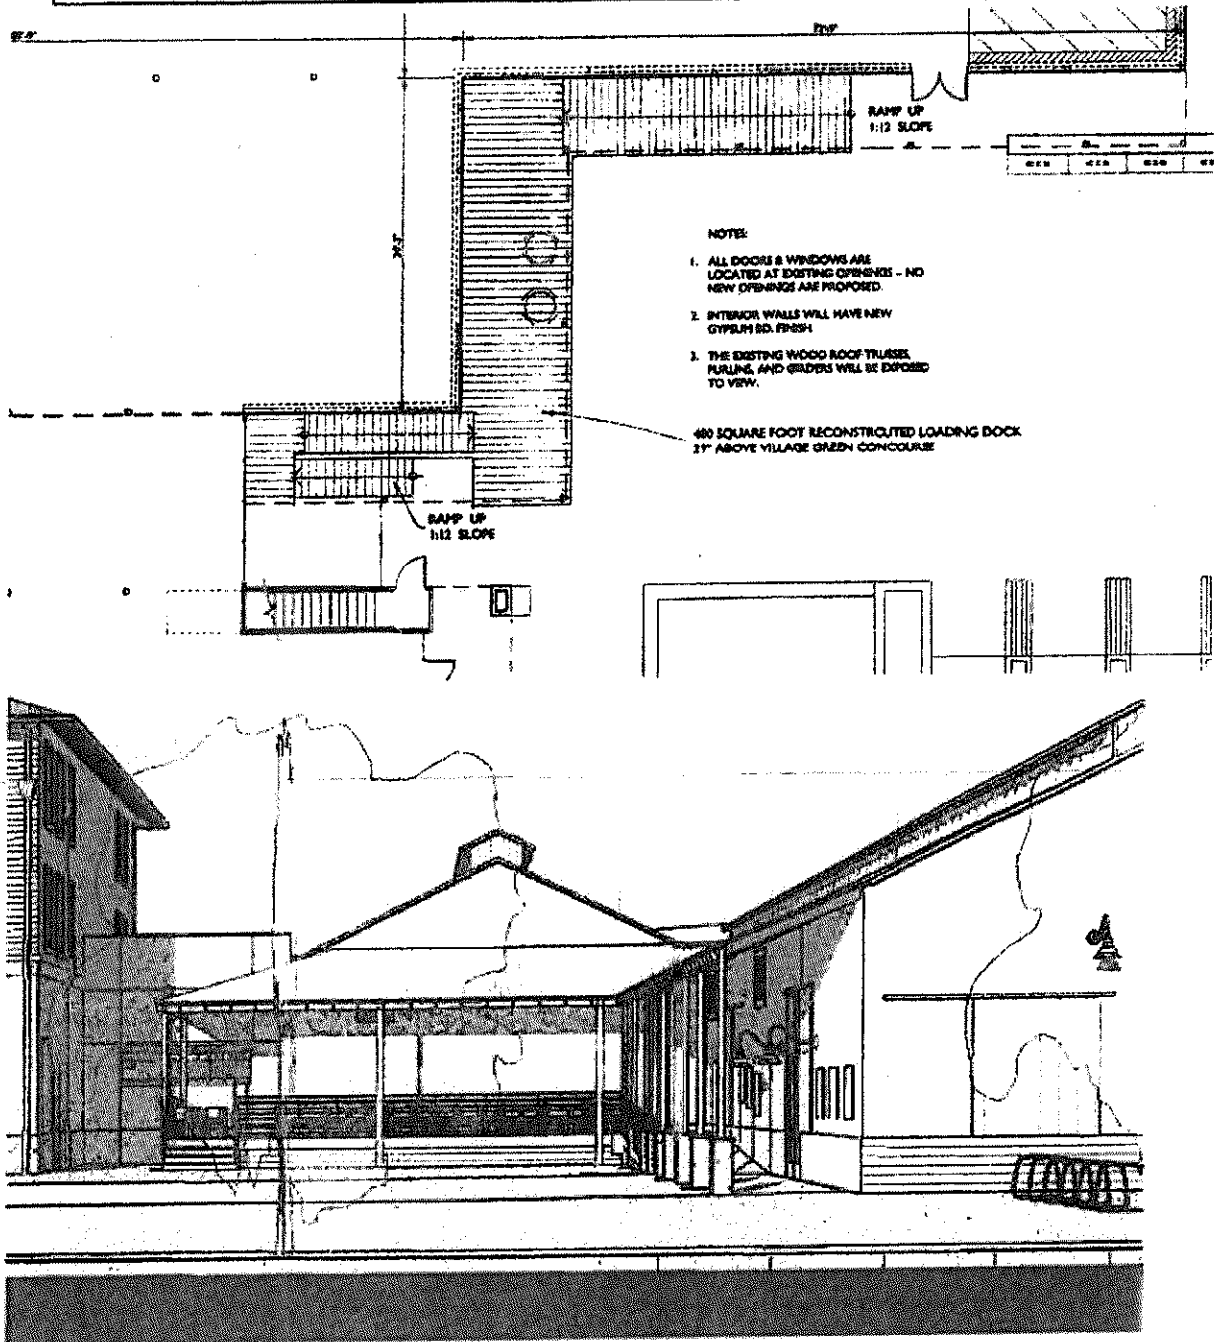 RAMP UP
1:12 SLOPE
NOTES:
1. ALL DOORS & WINDOWS ARE
LOCATED AT EXISTING OPENINGS - NO
NEW OPENINGS ARE PROPOSED.
2. INTERIOR WALLS WILL HAVE NEW
GYPSUM BD. FINISH
3. THE EXISTING WOOD ROOF TRUSSES,
PURLINS, AND GIRDERS WILL BE EXPOSED
TO VIEW.
400 SQUARE FOOT RECONSTRCUTED LOADING DOCK
29" ABOVE VILLAGE GREEN CONCOURSE
RAMP UP
1:12 SLOPE